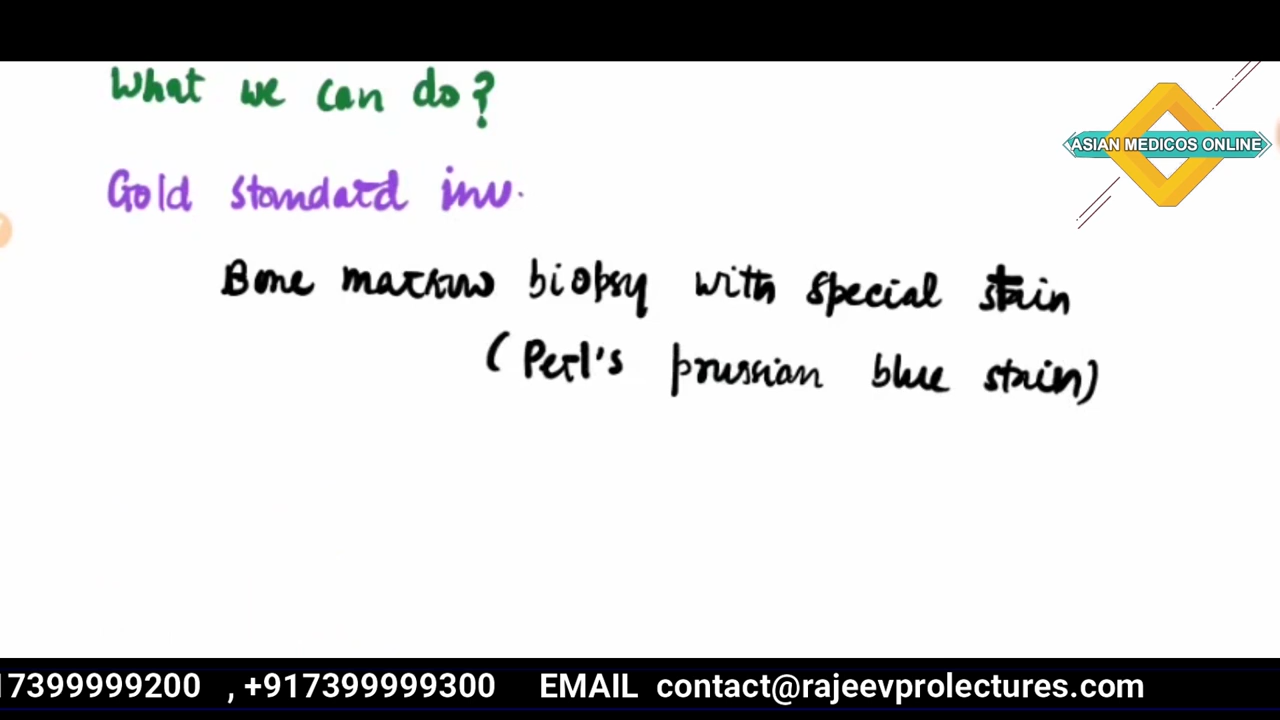 What we can do?
ASIAN MEDICOS ONLINE
Gold standard inv.
Bone marrow biopsy with special stain
(Perl's prussian blue stain)
17399999200 , +917399999300 EMAIL contact@rajeevprolectures.com